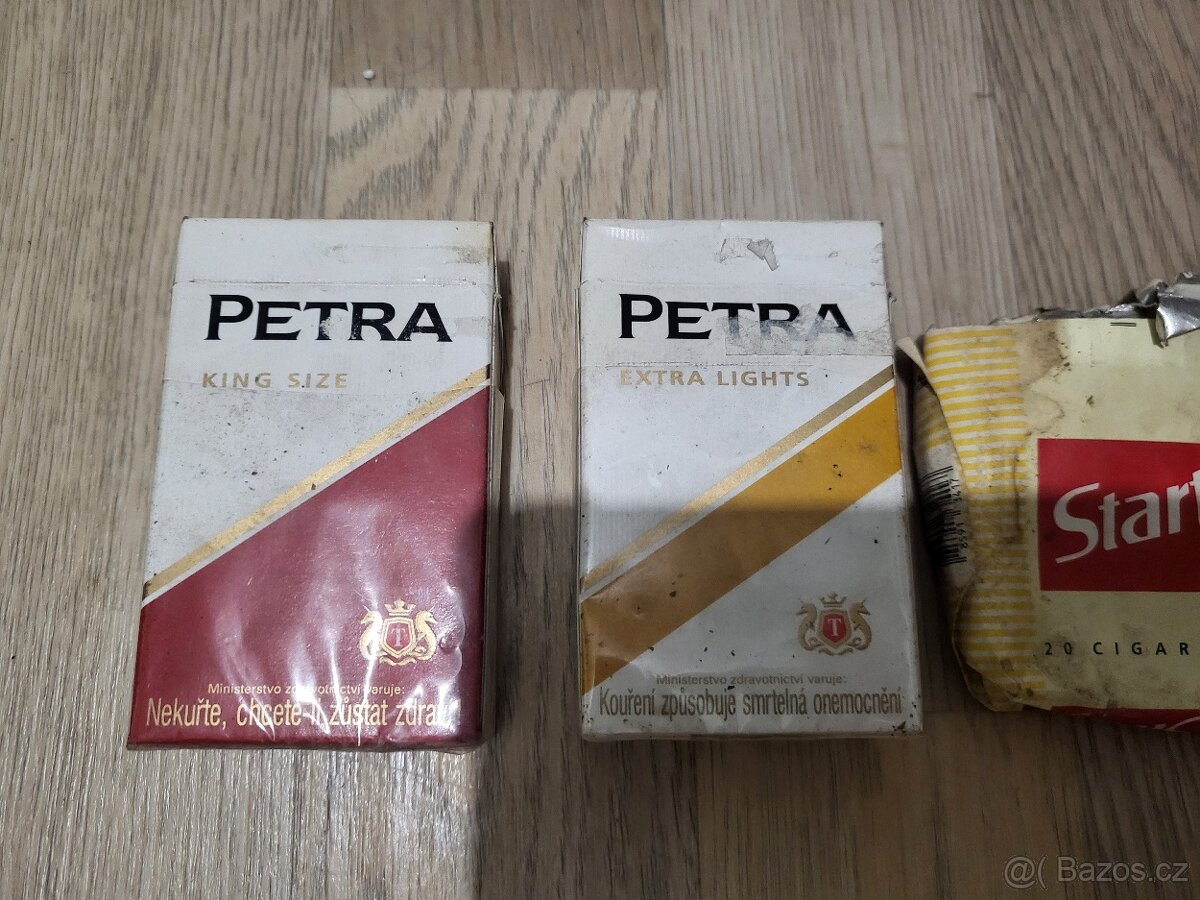 PETRA
KING SIZE
T
Ministerstvo zdravotnictví varuje:
Nekuřte, chcete-li zůstat zdraví
PETRA
EXTRA LIGHTS
T
Ministerstvo zdravotnictví varuje:
Kouření způsobuje smrtelná onemocnění
Start
20 CIGAR
@( Bazos.cz